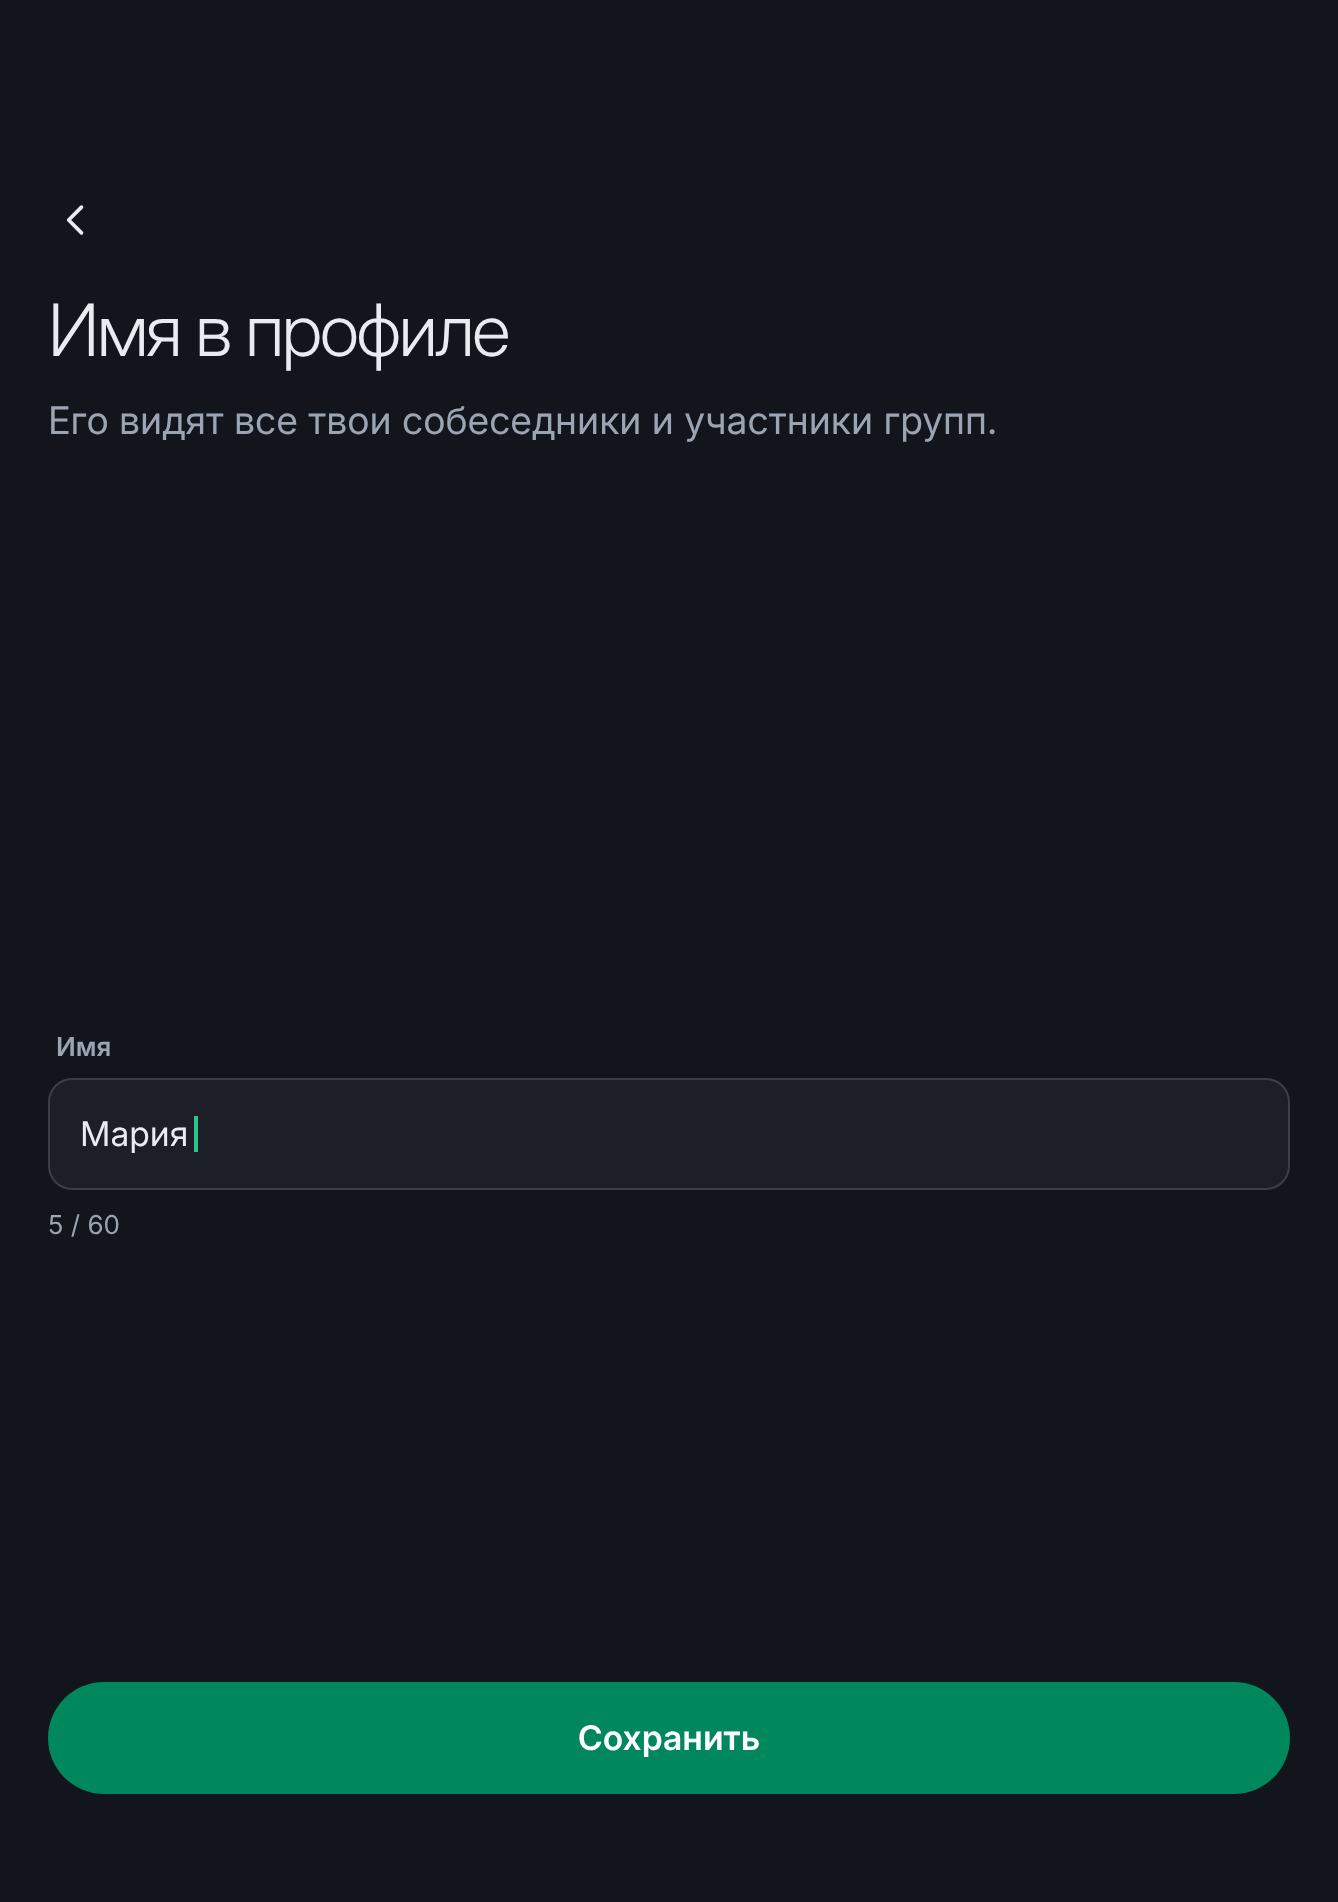 Имя в профиле
Его видят все твои собеседники и участники групп.
Имя
Мария
5 / 60
Сохранить